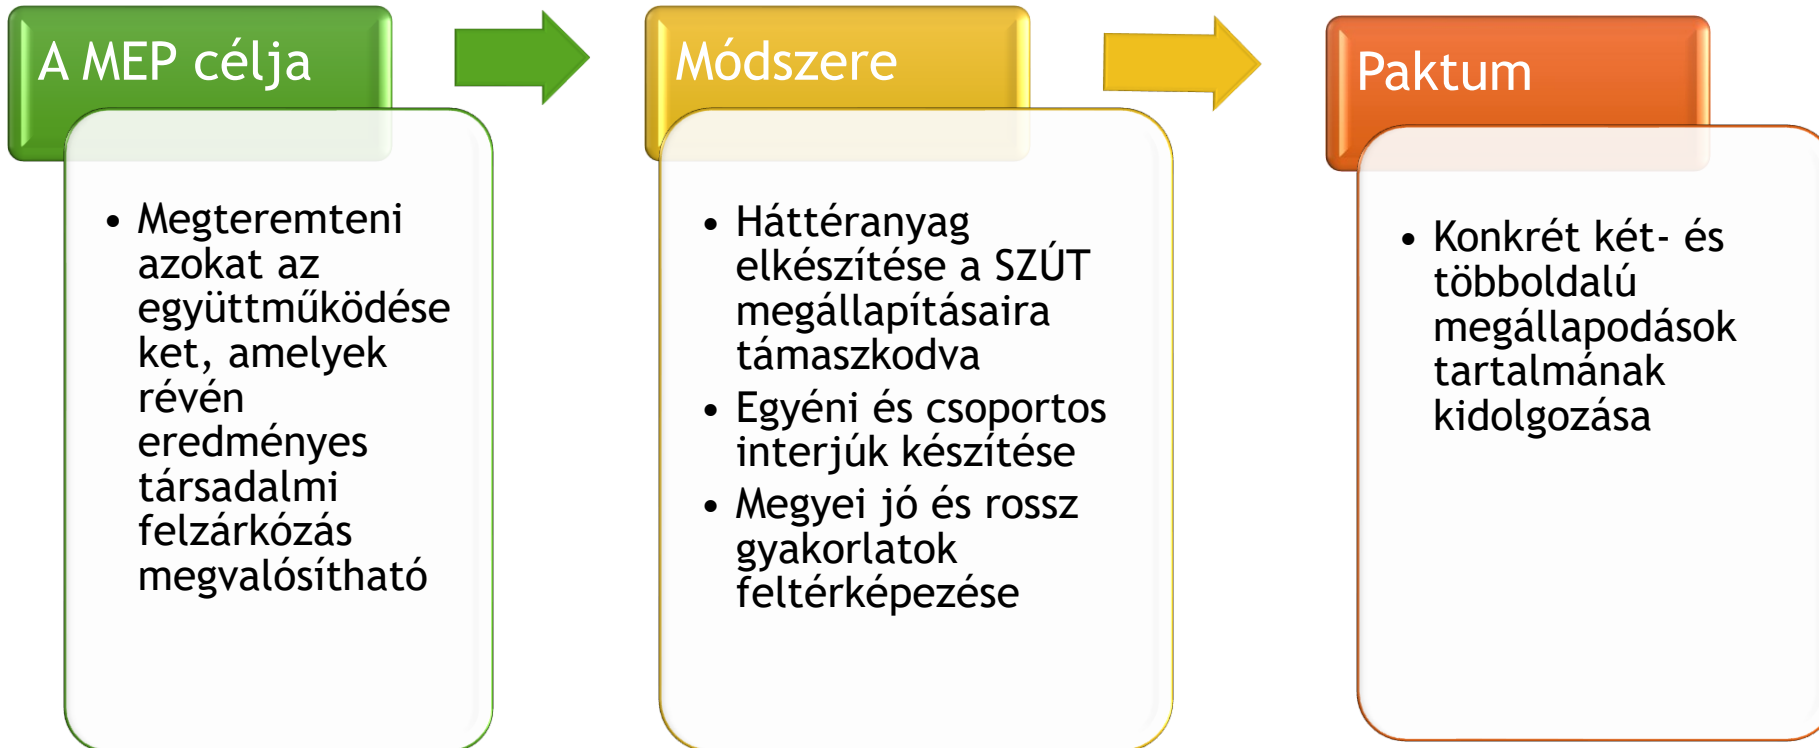 A MEP célja
• Megteremteni
azokat az
együttműködése
ket, amelyek
révén
eredményes
társadalmi
felzárkózás
megvalósítható
Módszere
• Háttéranyag
elkészítése a SZÚT
megállapításaira
támaszkodva
• Egyéni és csoportos
interjúk készítése
• Megyei jó és rossz
gyakorlatok
feltérképezése
Paktum
• Konkrét két- és
többoldalú
megállapodások
tartalmának
kidolgozása